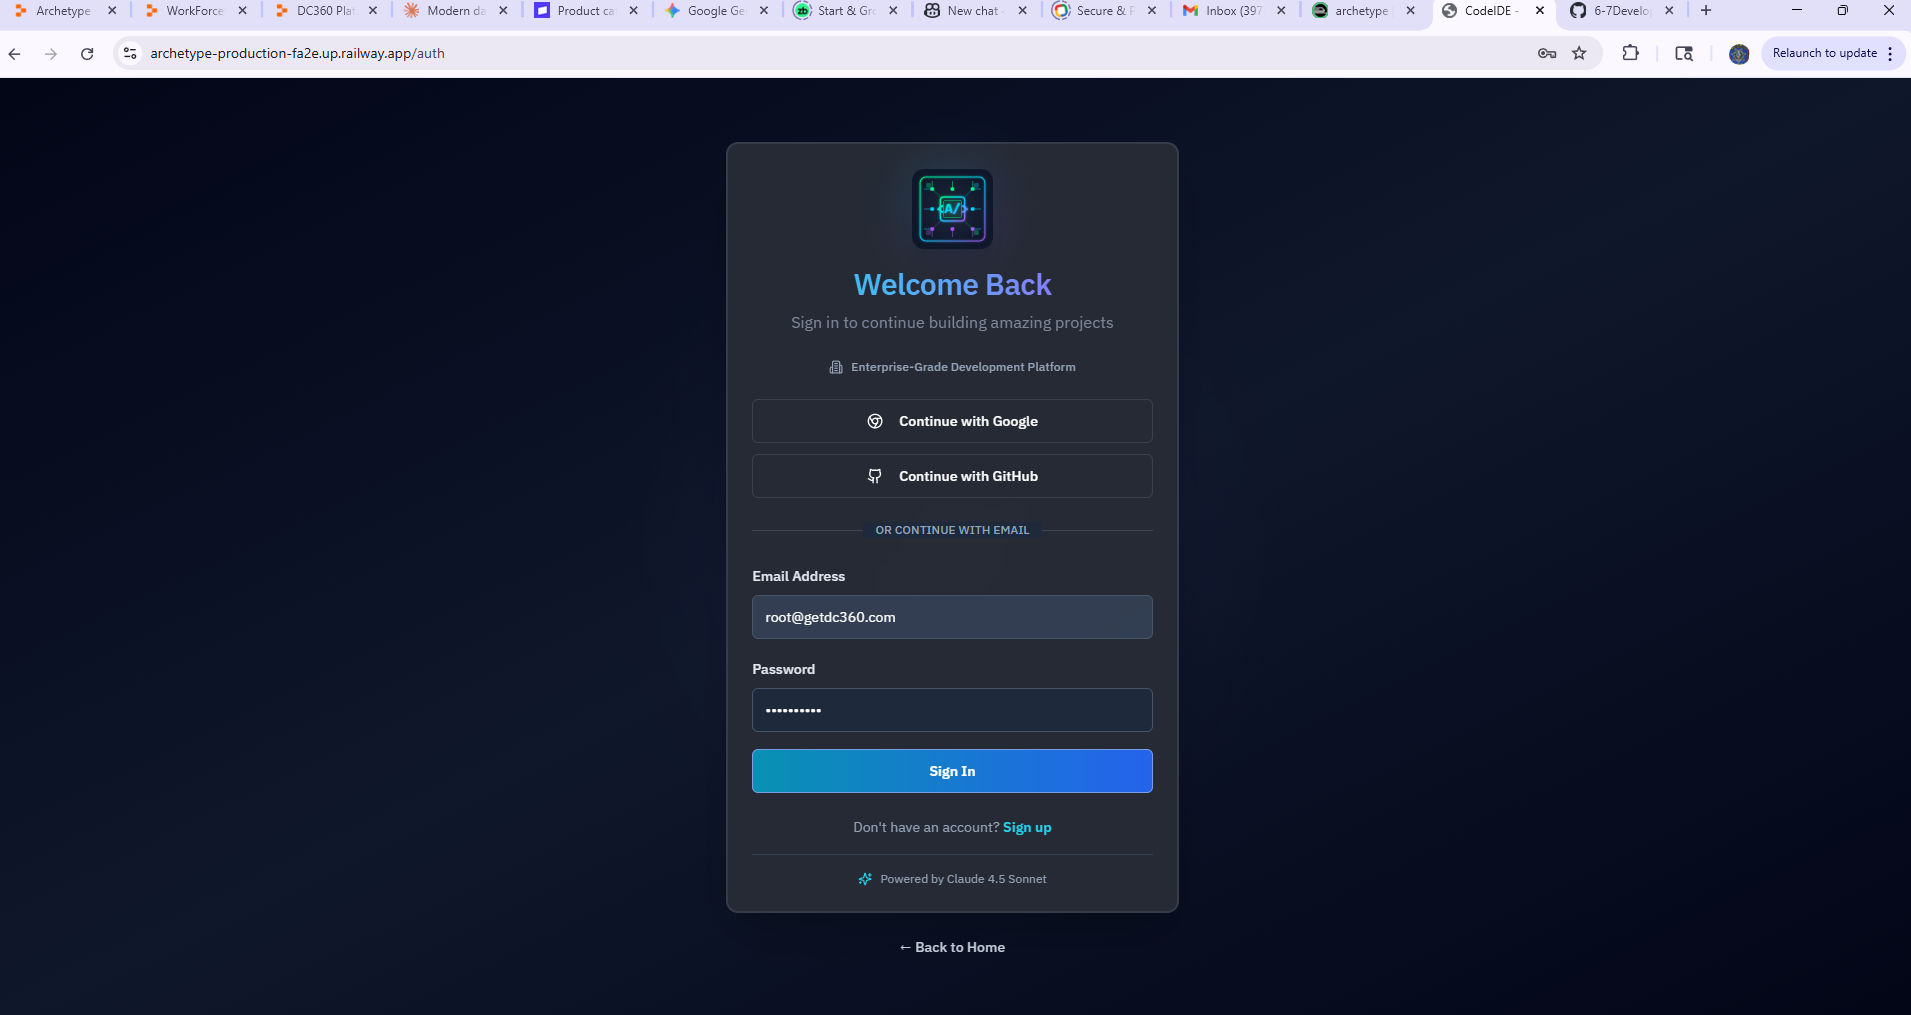 Archetype
WorkForce
DC360 Pla
Modern da
Product ca
Google Ge
Start & Gr
New chat
Secure & P
Inbox (397
archetype
CodeIDE -
6-7Develo
archetype-production-fa2e.up.railway.app/auth
Relaunch to update
A/
Welcome Back
Sign in to continue building amazing projects
Enterprise-Grade Development Platform
Continue with Google
Continue with GitHub
OR CONTINUE WITH EMAIL
Email Address
root@getdc360.com
Password
••••••••••
Sign In
Don't have an account? Sign up
Powered by Claude 4.5 Sonnet
← Back to Home